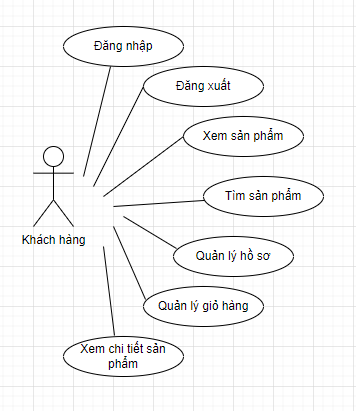 Đăng nhập
Đăng xuất
Xem sản phẩm
Tìm sản phẩm
Khách hàng
Quản lý hồ sơ
Quản lý giỏ hàng
Xem chi tiết sản
phẩm